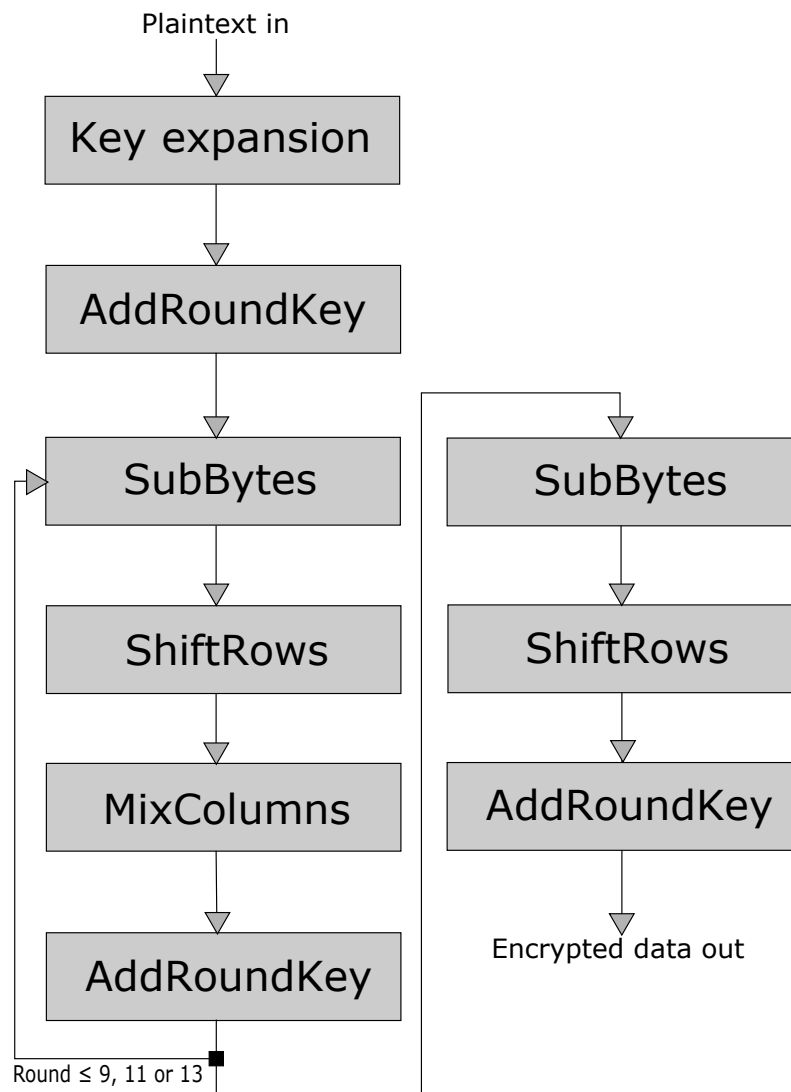 Plaintext in
Key expansion
AddRoundKey
SubBytes
ShiftRows
MixColumns
AddRoundKey
Round ≤ 9, 11 or 13
SubBytes
ShiftRows
AddRoundKey
Encrypted data out